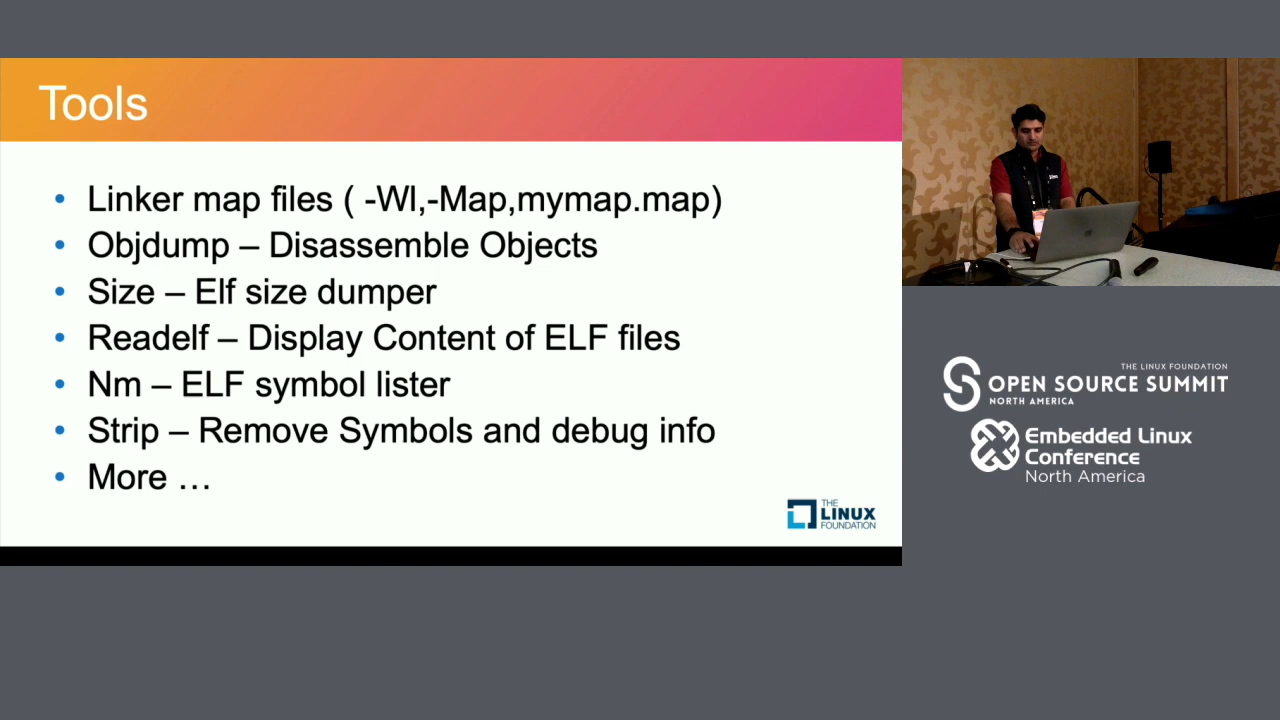 Tools
• Linker map files ( -Wl,-Map,mymap.map)
• Objdump – Disassemble Objects
• Size – Elf size dumper
• Readelf – Display Content of ELF files
• Nm – ELF symbol lister
• Strip – Remove Symbols and debug info
• More …
THE
LINUX
FOUNDATION
THE LINUX FOUNDATION
OPEN SOURCE SUMMIT
NORTH AMERICA
Embedded Linux
Conference
North America